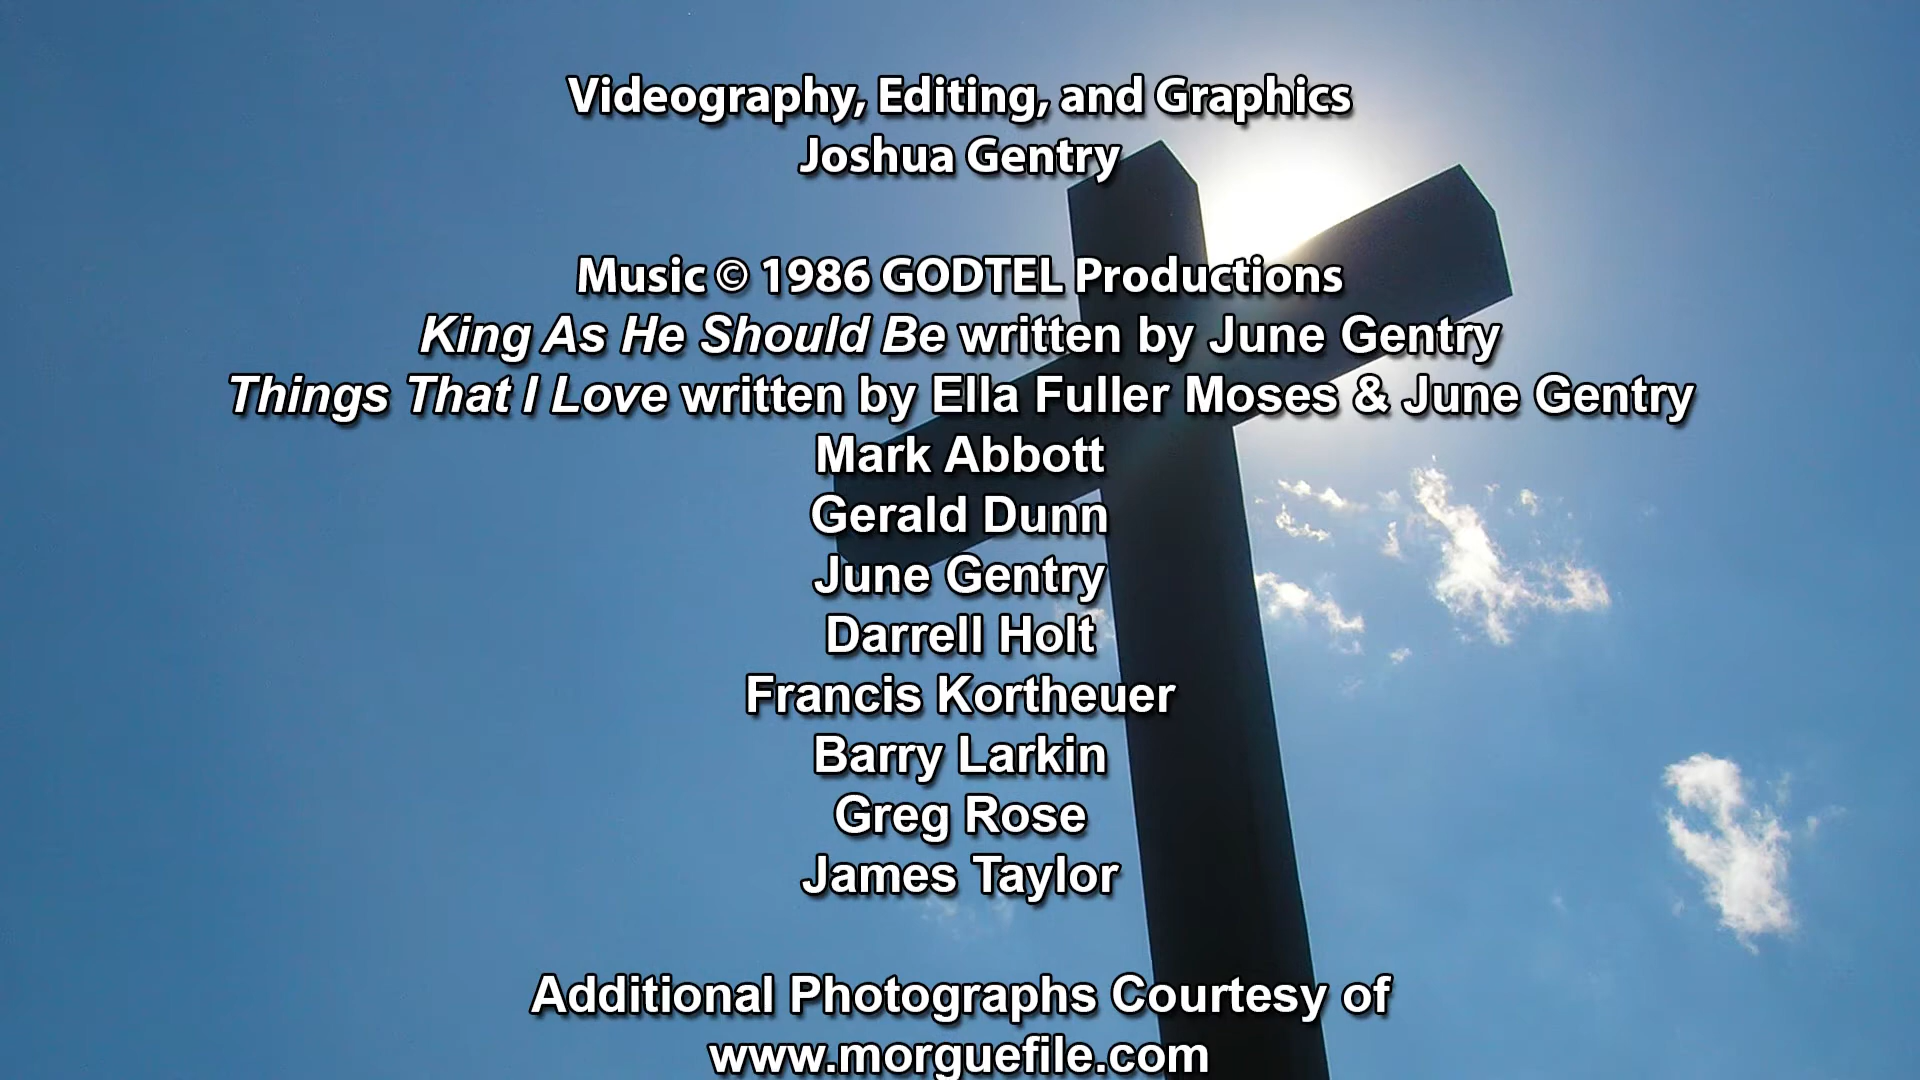 Videography, Editing, and Graphics
Joshua Gentry
Music © 1986 GODTEL Productions
King As He Should Be written by June Gentry
Things That I Love written by Ella Fuller Moses & June Gentry
Mark Abbott
Gerald Dunn
June Gentry
Darrell Holt
Francis Kortheuer
Barry Larkin
Greg Rose
James Taylor
Additional Photographs Courtesy of
www.morguefile.com